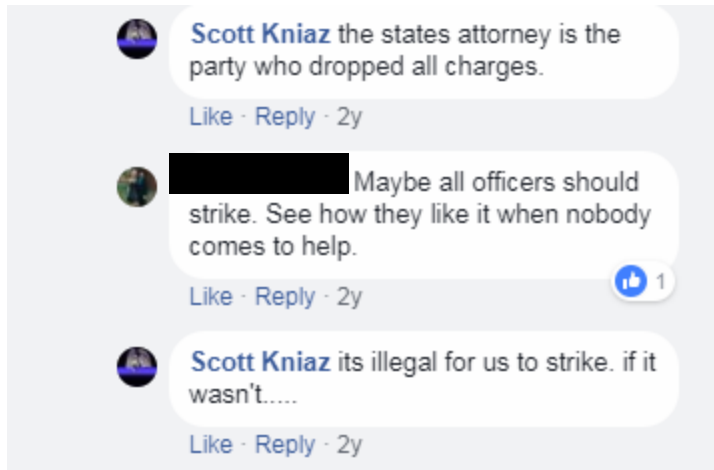 Scott Kniaz the states attorney is the
party who dropped all charges.
Like · Reply · 2y
Maybe all officers should
strike. See how they like it when nobody
comes to help.
1
Like · Reply · 2y
Scott Kniaz its illegal for us to strike. if it
wasn't.....
Like · Reply · 2y